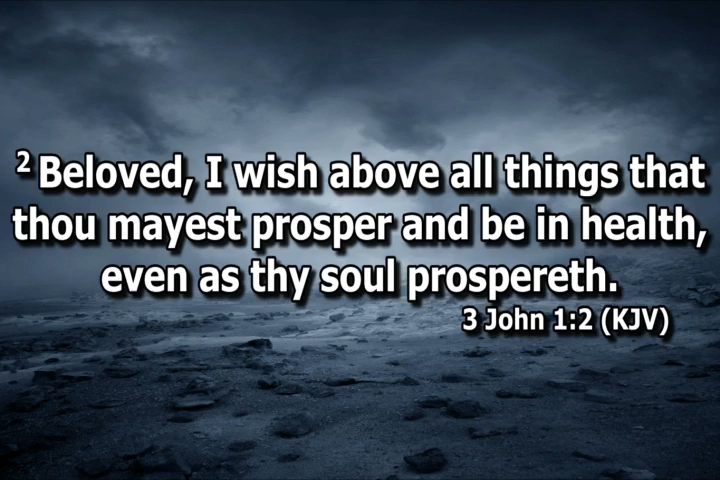 2 Beloved, I wish above all things that
thou mayest prosper and be in health,
even as thy soul prospereth.
3 John 1:2 (KJV)